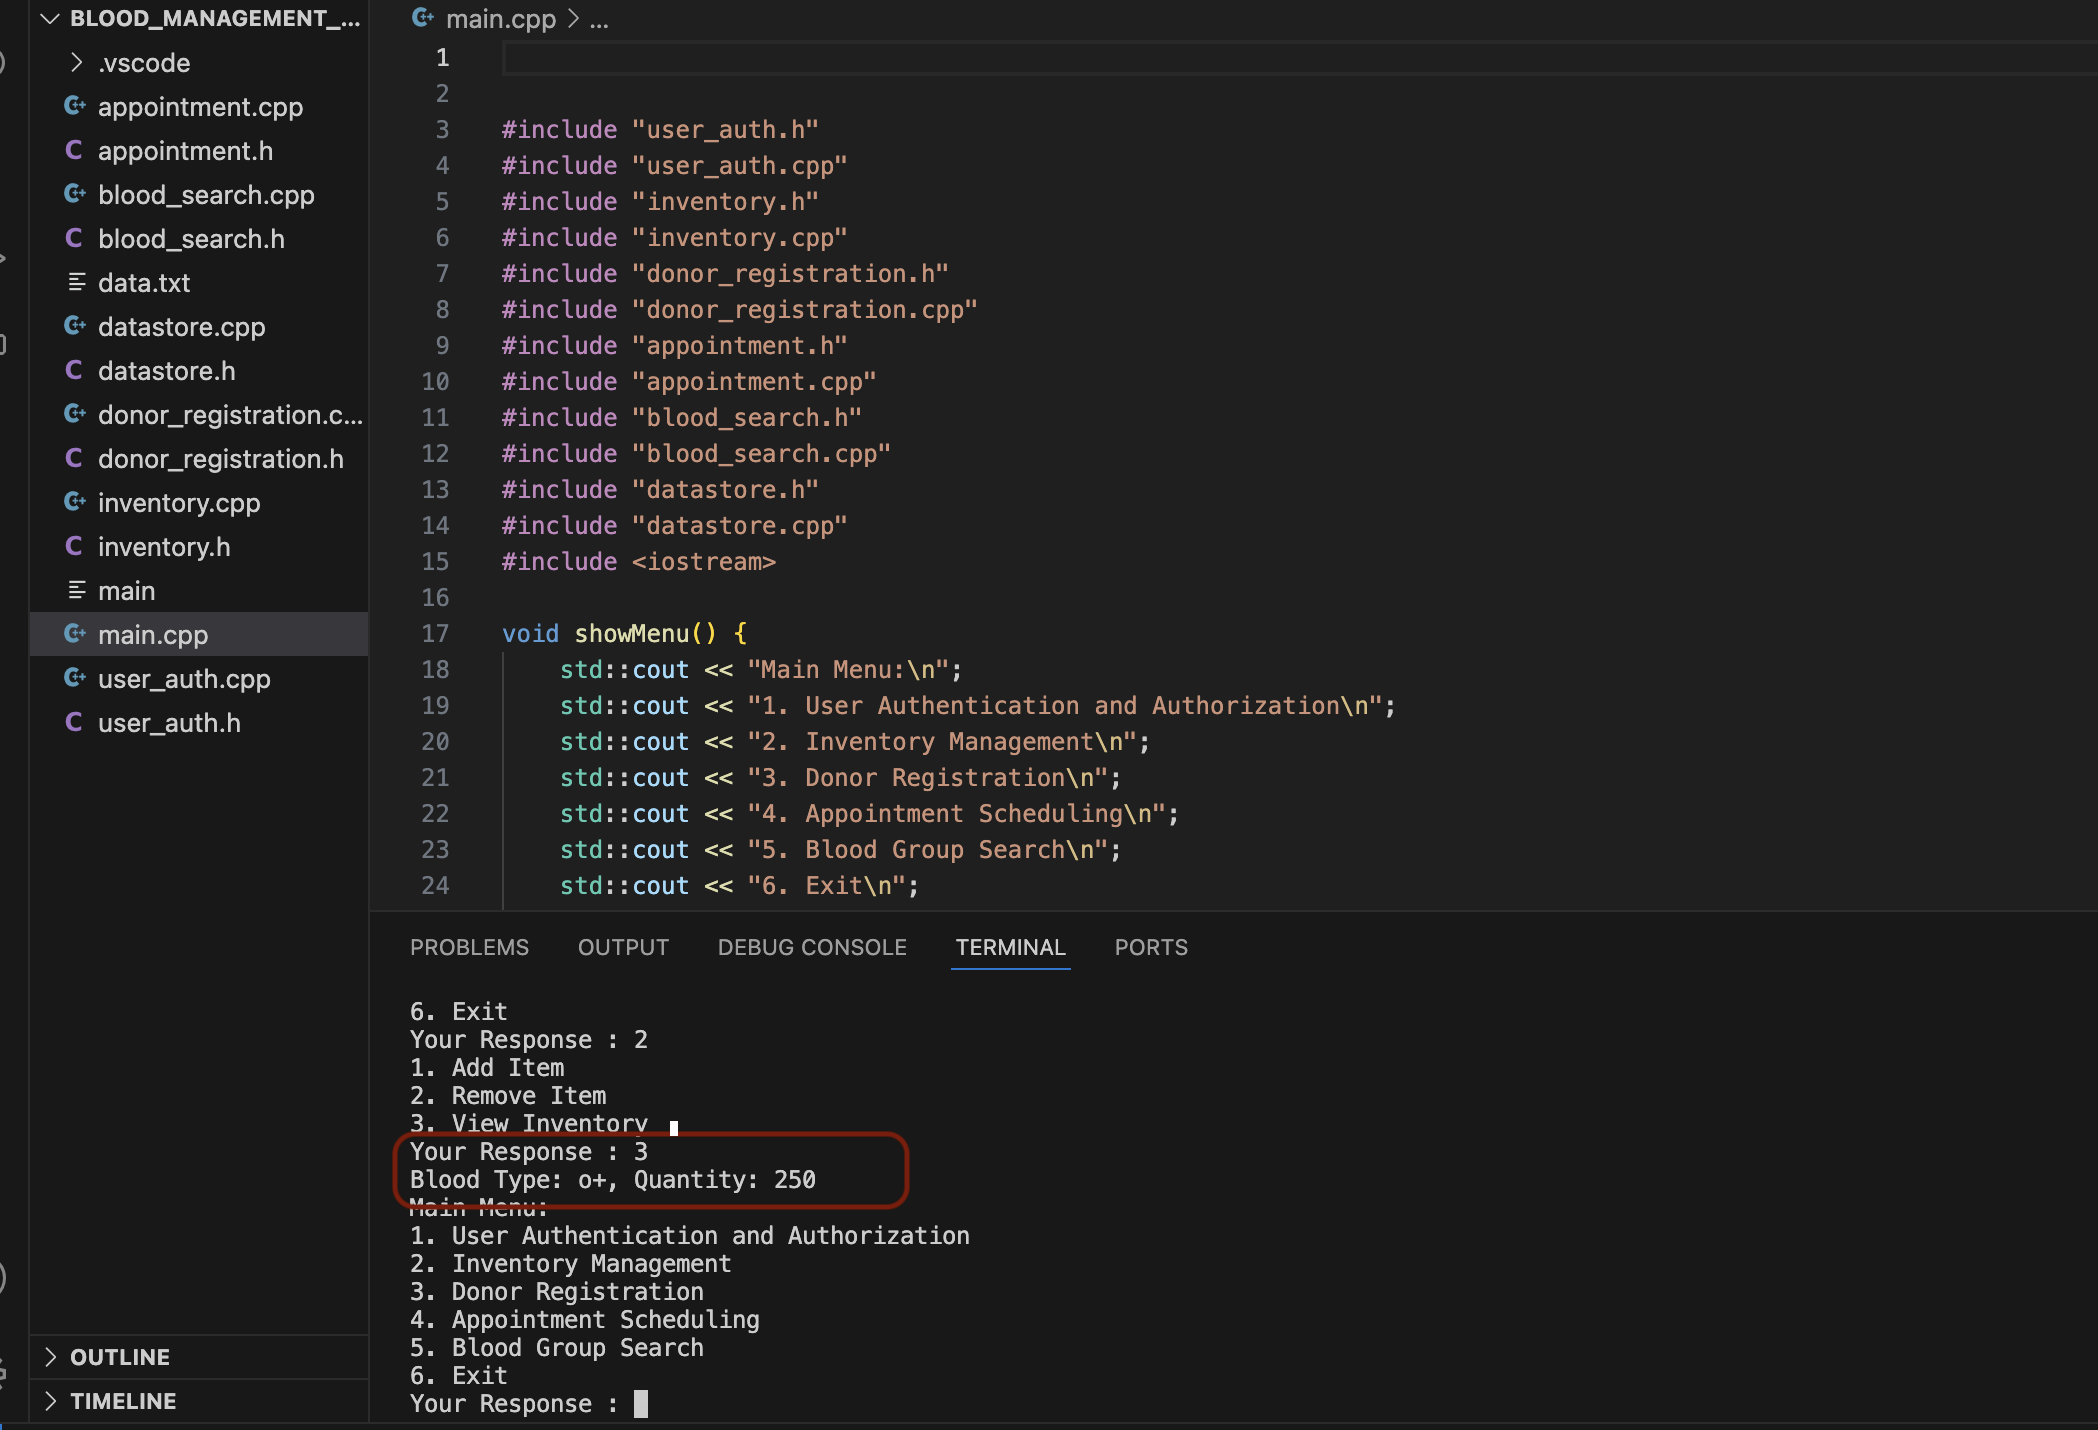 BLOOD_MANAGEMENT_...
.vscode
appointment.cpp
appointment.h
blood_search.cpp
blood_search.h
data.txt
datastore.cpp
datastore.h
donor_registration.c...
donor_registration.h
inventory.cpp
inventory.h
main
main.cpp
user_auth.cpp
user_auth.h
OUTLINE
TIMELINE
main.cpp > ...
1
2
3 #include "user_auth.h"
4 #include "user_auth.cpp"
5 #include "inventory.h"
6 #include "inventory.cpp"
7 #include "donor_registration.h"
8 #include "donor_registration.cpp"
9 #include "appointment.h"
10 #include "appointment.cpp"
11 #include "blood_search.h"
12 #include "blood_search.cpp"
13 #include "datastore.h"
14 #include "datastore.cpp"
15 #include <iostream>
16
17 void showMenu() {
18 std::cout << "Main Menu:\n";
19 std::cout << "1. User Authentication and Authorization\n";
20 std::cout << "2. Inventory Management\n";
21 std::cout << "3. Donor Registration\n";
22 std::cout << "4. Appointment Scheduling\n";
23 std::cout << "5. Blood Group Search\n";
24 std::cout << "6. Exit\n";
PROBLEMS OUTPUT DEBUG CONSOLE TERMINAL PORTS
6. Exit
Your Response : 2
1. Add Item
2. Remove Item
3. View Inventory
Your Response : 3
Blood Type: o+, Quantity: 250
Main Menu:
1. User Authentication and Authorization
2. Inventory Management
3. Donor Registration
4. Appointment Scheduling
5. Blood Group Search
6. Exit
Your Response :